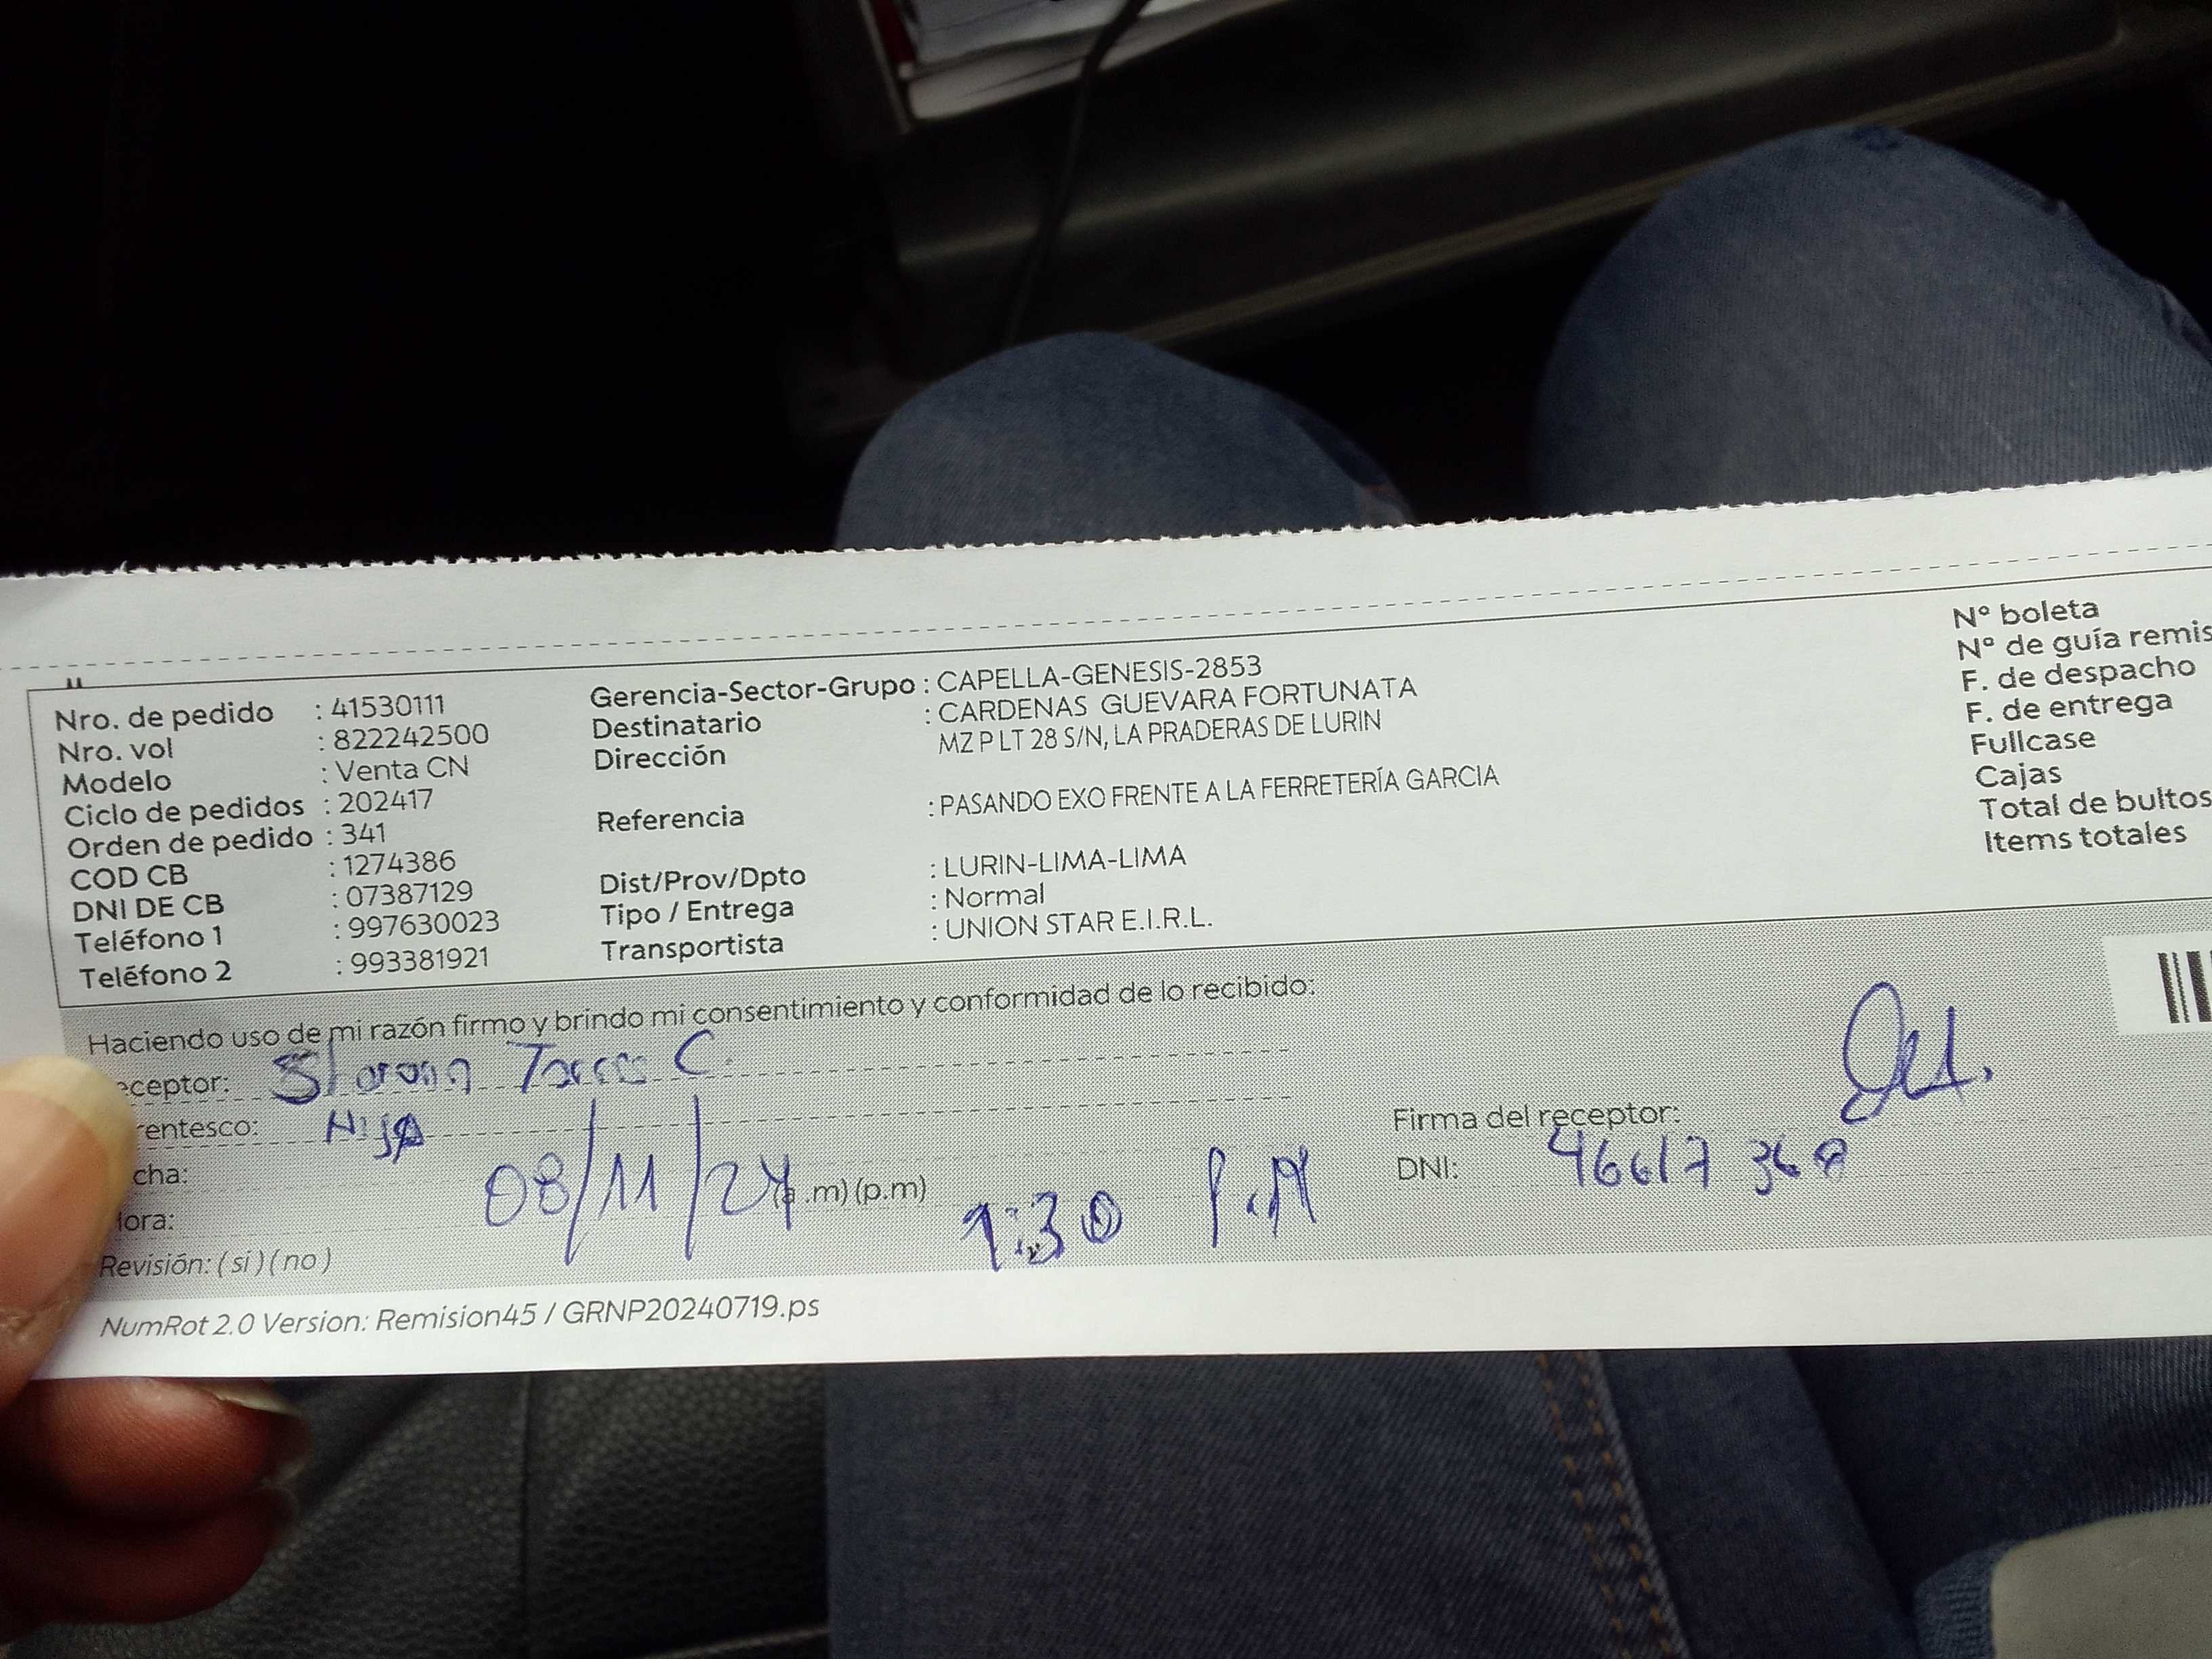 Nro. de pedido : 41530111
Nro. vol : 822242500
Modelo : Venta CN
Ciclo de pedidos : 202417
Orden de pedido : 341
COD CB : 1274386
DNI DE CB : 07387129
Teléfono 1 : 997630023
Teléfono 2 : 993381921
Gerencia-Sector-Grupo : CAPELLA-GENESIS-2853
Destinatario : CARDENAS GUEVARA FORTUNATA
Dirección MZ P LT 28 S/N, LA PRADERAS DE LURIN
Referencia : PASANDO EXO FRENTE A LA FERRETERÍA GARCIA
Dist/Prov/Dpto : LURIN-LIMA-LIMA
Tipo / Entrega : Normal
Transportista : UNION STAR E.I.R.L.
N° boleta
N° de guía remis
F. de despacho
F. de entrega
Fullcase
Cajas
Total de bultos
Items totales
Haciendo uso de mi razón firmo y brindo mi consentimiento y conformidad de lo recibido:
eceptor: C.
rentesco: Hija
cha: 08/11/24
lora: (a .m) (p.m) 1:30 P.M
Revisión: ( si ) ( no )
Firma del receptor:
DNI: 46617
NumRot 2.0 Version: Remision45 / GRNP20240719.ps